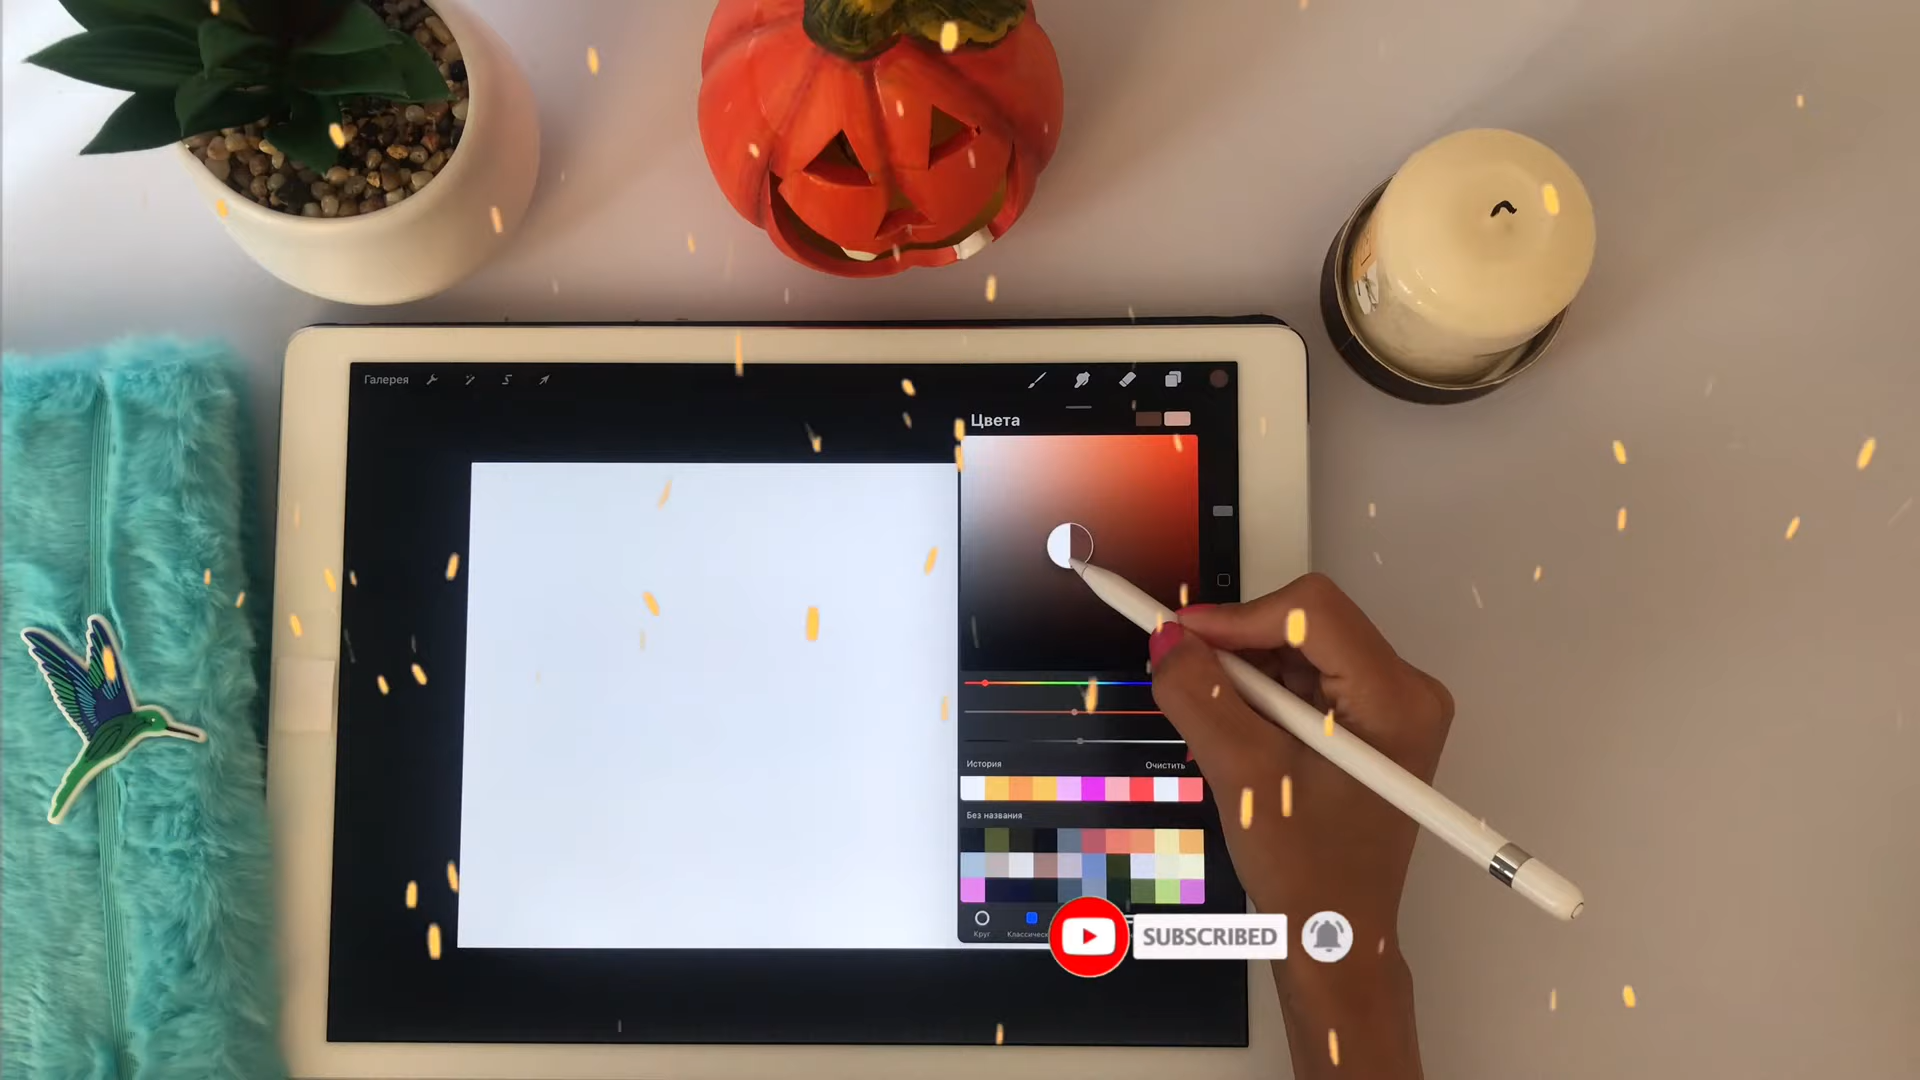 Галерея
Цвета
История
Очистить
Без названия
Круг
SUBSCRIBED